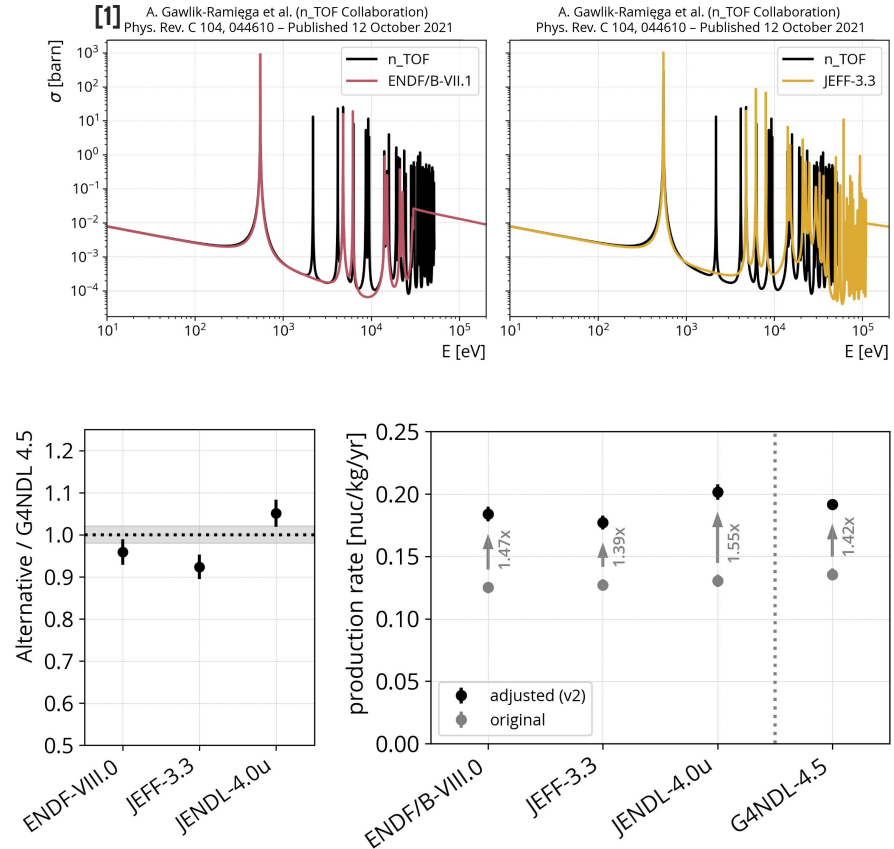 [1]
A. Gawlik-Ramięga et al. (n_TOF Collaboration)
Phys. Rev. C 104, 044610 – Published 12 October 2021
σ [barn]
10³
10²
10¹
10⁰
10⁻¹
10⁻²
10⁻³
10⁻⁴
n_TOF
ENDF/B-VII.1
10¹ 10² 10³ 10⁴ 10⁵
E [eV]
A. Gawlik-Ramięga et al. (n_TOF Collaboration)
Phys. Rev. C 104, 044610 – Published 12 October 2021
n_TOF
JEFF-3.3
10¹ 10² 10³ 10⁴ 10⁵
E [eV]
Alternative / G4NDL 4.5
1.2
1.1
1.0
0.9
0.8
0.7
0.6
0.5
ENDF-VIII.0
JEFF-3.3
JENDL-4.0u
production rate [nuc/kg/yr]
0.25
0.20
0.15
0.10
0.05
0.00
1.47x
1.39x
1.55x
1.42x
adjusted (v2)
original
ENDF/B-VIII.0
JEFF-3.3
JENDL-4.0u
G4NDL-4.5